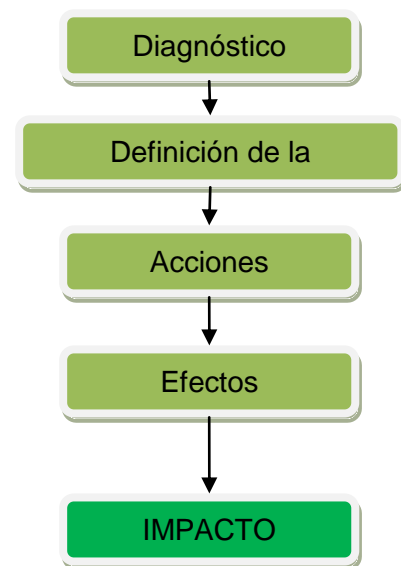 Diagnóstico
Definición de la
Acciones
Efectos
IMPACTO